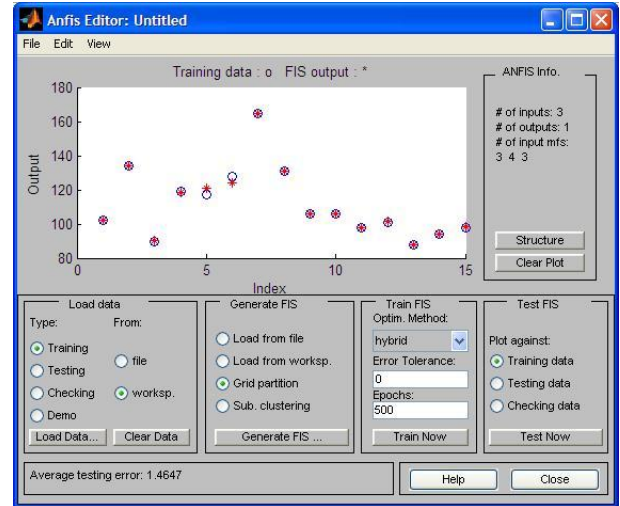 Anfis Editor: Untitled
File Edit View
Training data : o FIS output : *
180
160
140
120
100
80
Output
0 5 10 15
Index
ANFIS Info.
# of inputs: 3
# of outputs: 1
# of input mfs:
3 4 3
Structure
Clear Plot
Load data
Type: From:
Training
Testing
Checking
Demo
file
worksp.
Load Data... Clear Data
Generate FIS
Load from file
Load from worksp.
Grid partition
Sub. clustering
Generate FIS ...
Train FIS
Optim. Method:
hybrid
Error Tolerance:
0
Epochs:
500
Train Now
Test FIS
Plot against:
Training data
Testing data
Checking data
Test Now
Average testing error: 1.4647
Help
Close